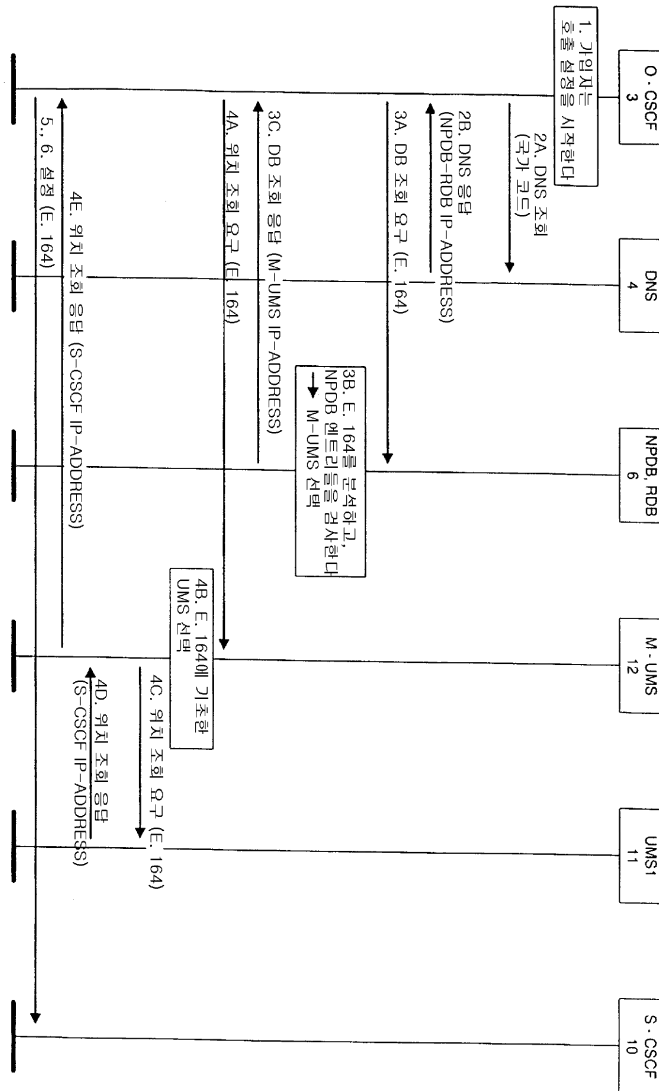 O - CSCF
3
DNS
4
NPDB, RDB
6
M - UMS
12
UMS1
11
S - CSCF
10
1. 가입자는
호출 설정을 시작한다
2A. DNS 조회
(국가 코드)
2B. DNS 응답
(NPDB-RDB IP-ADDRESS)
3A. DB 조회 요구 (E. 164)
3B. E. 164를 분석하고,
NPDB 엔트리들을 검사한다
M-UMS 선택
3C. DB 조회 응답 (M-UMS IP-ADDRESS)
4A. 위치 조회 요구 (E. 164)
4B. E. 164에 기초한
UMS 선택
4C. 위치 조회 요구 (E. 164)
4D. 위치 조회 응답
(S-CSCF IP-ADDRESS)
4E. 위치 조회 응답 (S-CSCF IP-ADDRESS)
5., 6. 설정 (E. 164)